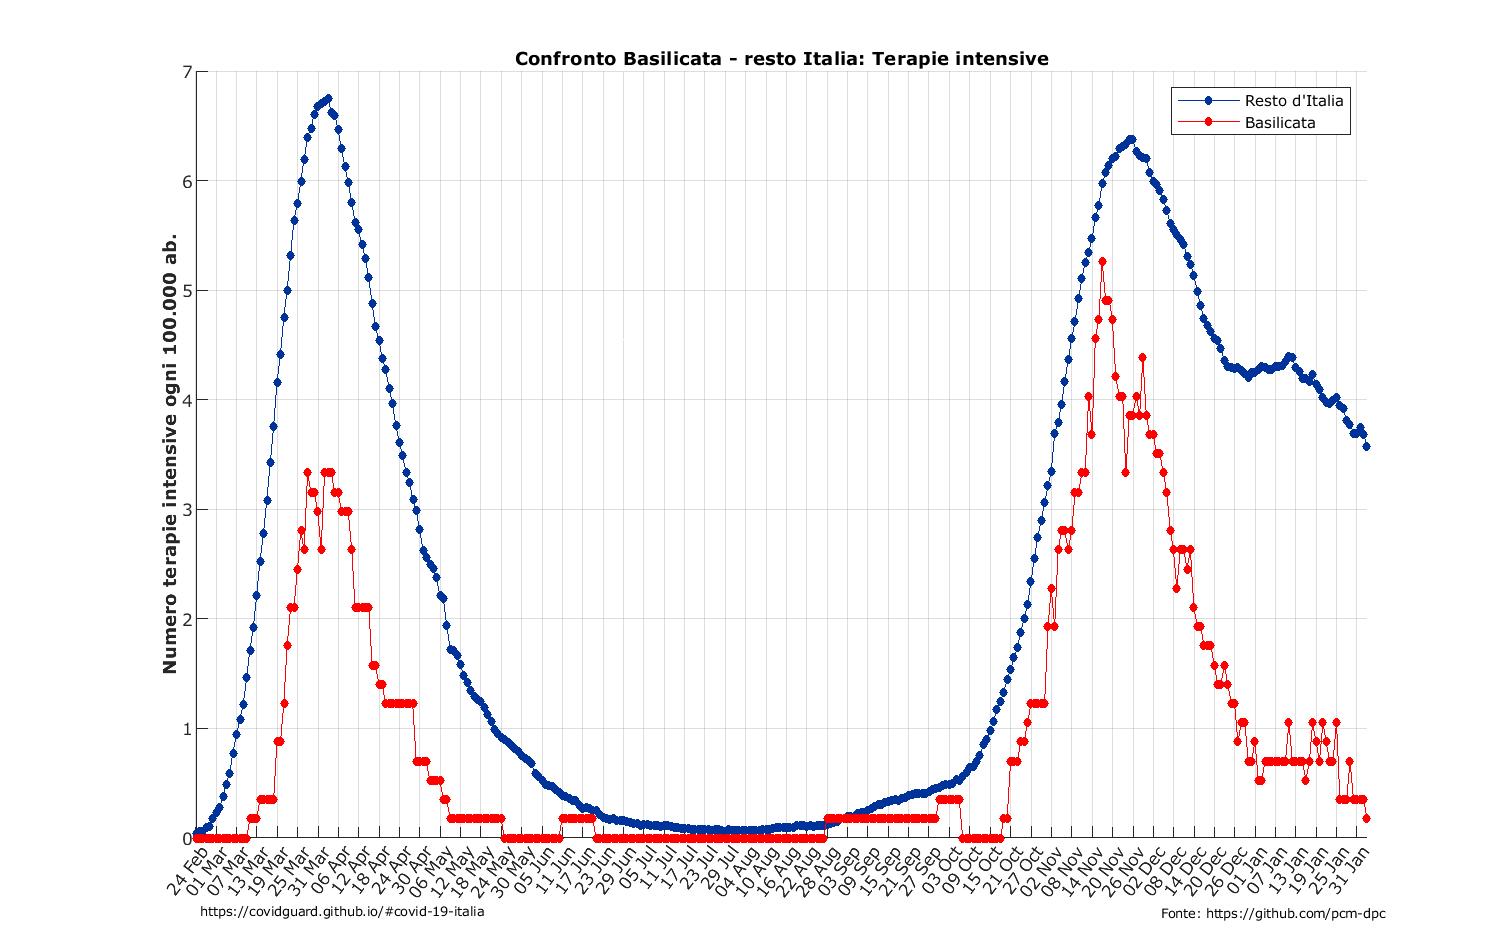 Confronto Basilicata - resto Italia: Terapie intensive
Resto d'Italia
Basilicata
Numero terapie intensive ogni 100.000 ab.
7
6
5
4
3
2
1
0
24 Feb
01 Mar
07 Mar
13 Mar
19 Mar
25 Mar
31 Mar
06 Apr
12 Apr
18 Apr
24 Apr
30 Apr
06 May
12 May
18 May
24 May
30 May
05 Jun
11 Jun
17 Jun
23 Jun
29 Jun
05 Jul
11 Jul
17 Jul
23 Jul
29 Jul
04 Aug
10 Aug
16 Aug
22 Aug
28 Aug
03 Sep
09 Sep
15 Sep
21 Sep
27 Sep
03 Oct
09 Oct
15 Oct
21 Oct
27 Oct
02 Nov
08 Nov
14 Nov
20 Nov
26 Nov
02 Dec
08 Dec
14 Dec
20 Dec
26 Dec
01 Jan
07 Jan
13 Jan
19 Jan
25 Jan
31 Jan
https://covidguard.github.io/#covid-19-italia
Fonte: https://github.com/pcm-dpc